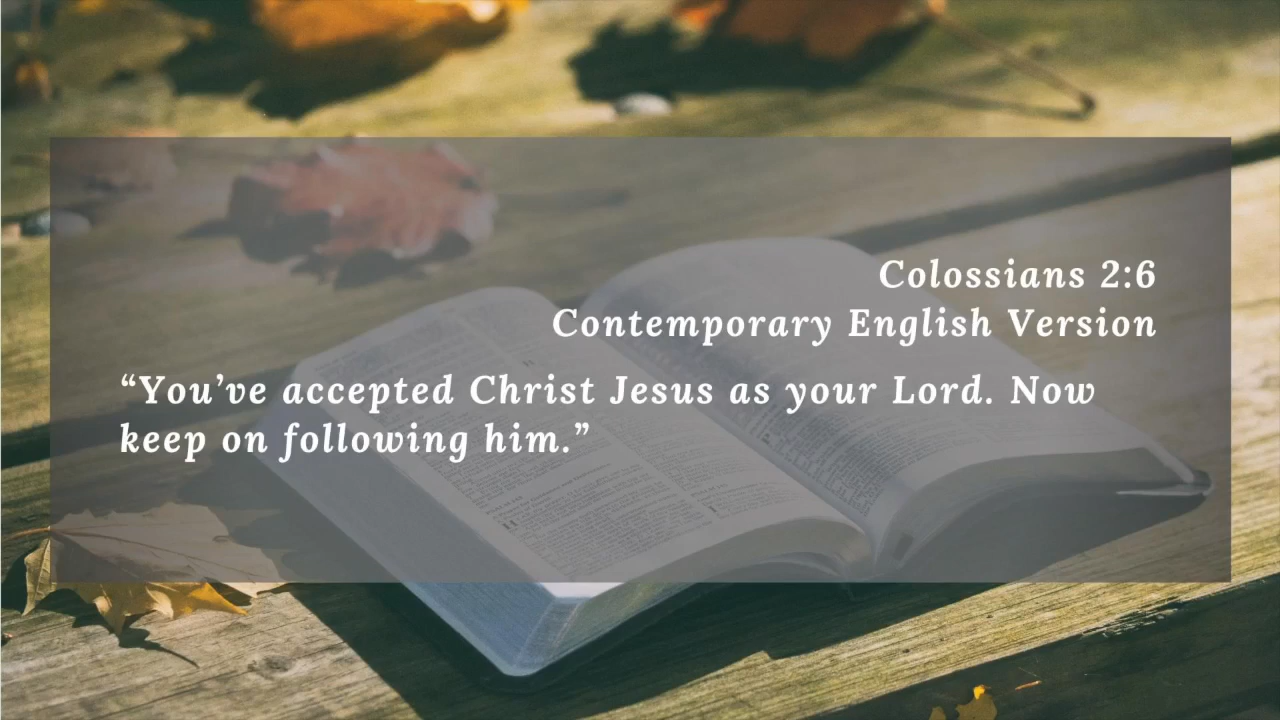 Colossians 2:6
Contemporary English Version
“You’ve accepted Christ Jesus as your Lord. Now
keep on following him.”